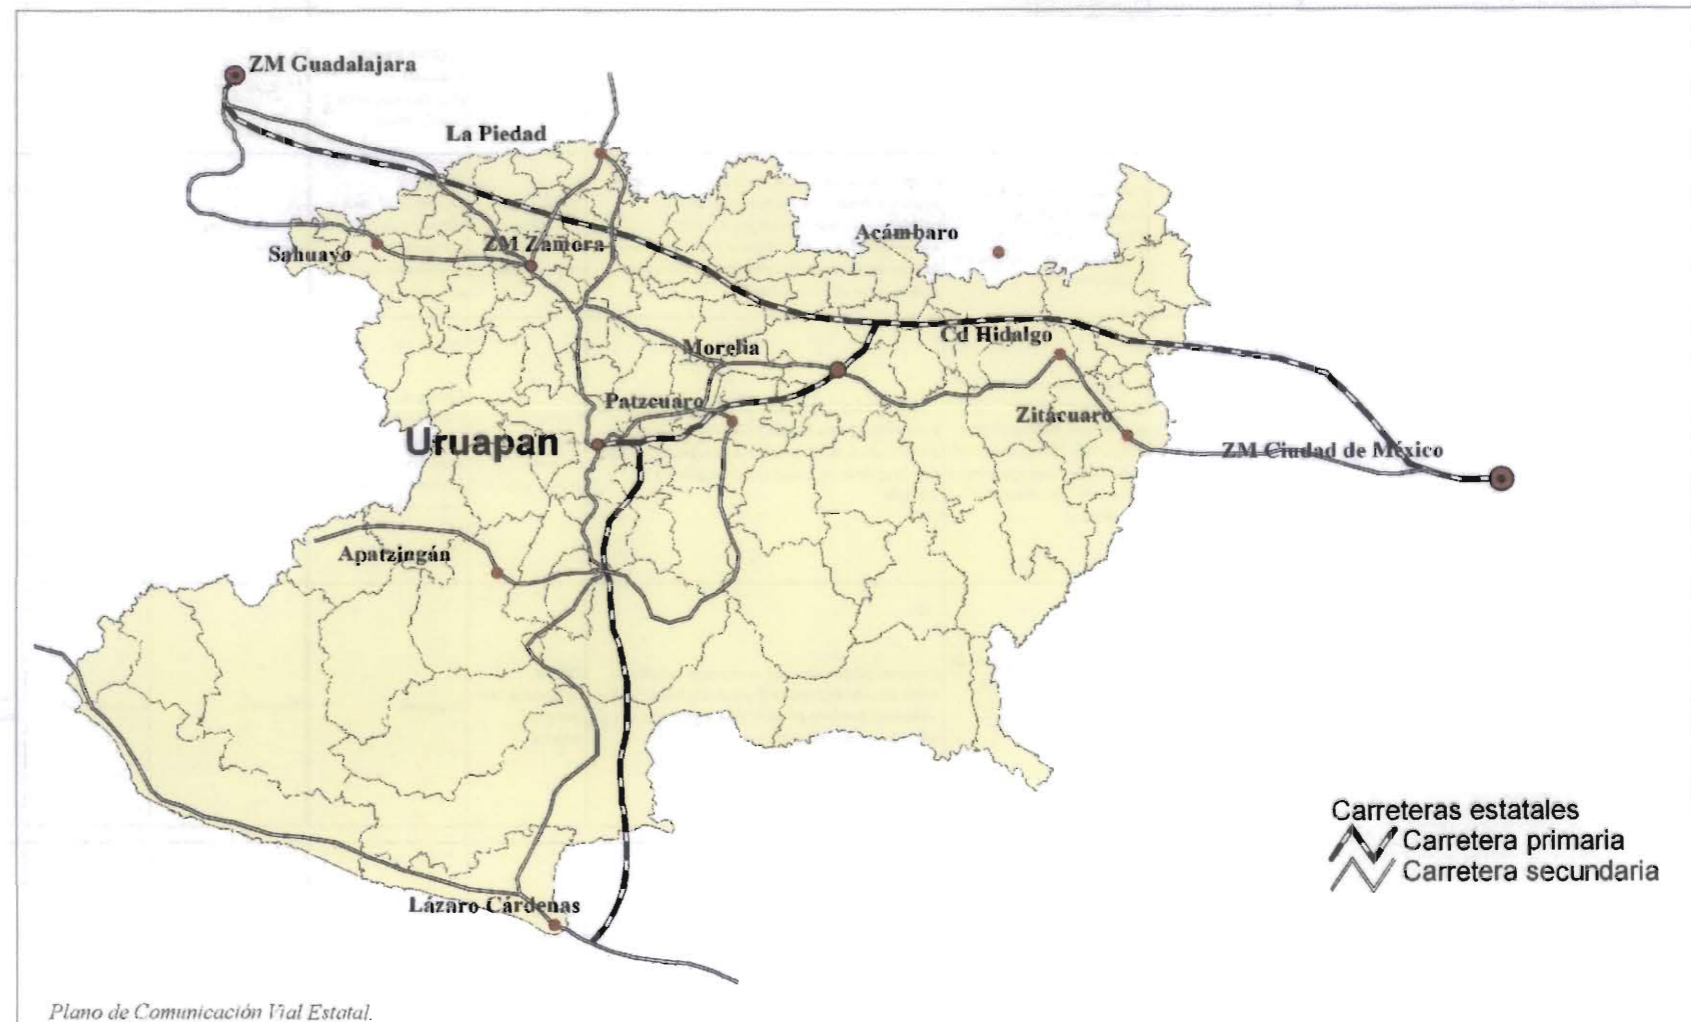 ZM Guadalajara
La Piedad
Acámbaro
Sahuayo
ZM Zamora
Cd Hidalgo
Morelia
Patzcuaro
Zitácuaro
Uruapan
ZM Ciudad de México
Apatzingán
Carreteras estatales
Carretera primaria
Carretera secundaria
Lázaro Cárdenas
Plano de Comunicación Vial Estatal.